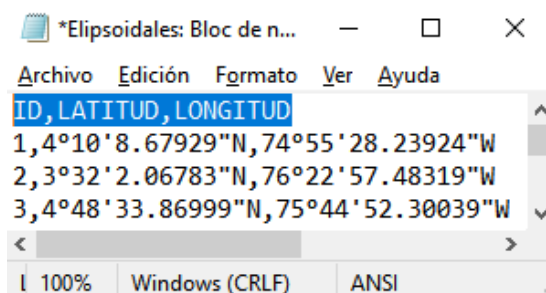 *Elipsoidales: Bloc de n...
Archivo Edición Formato Ver Ayuda
ID,LATITUD,LONGITUD
1,4°10'8.67929"N,74°55'28.23924"W
2,3°32'2.06783"N,76°22'57.48319"W
3,4°48'33.86999"N,75°44'52.30039"W
100% Windows (CRLF) ANSI